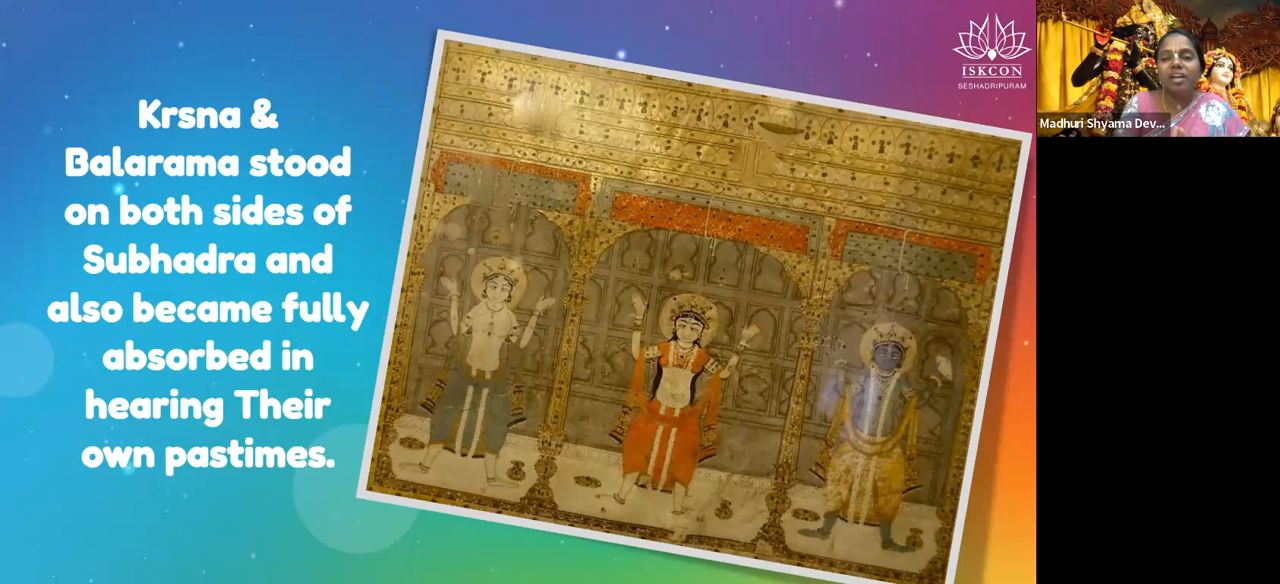 Krsna &
Balarama stood
on both sides of
Subhadra and
also became fully
absorbed in
hearing Their
own pastimes.
ISKCON
SESHADRIPURAM
Madhuri Shyama Dev...